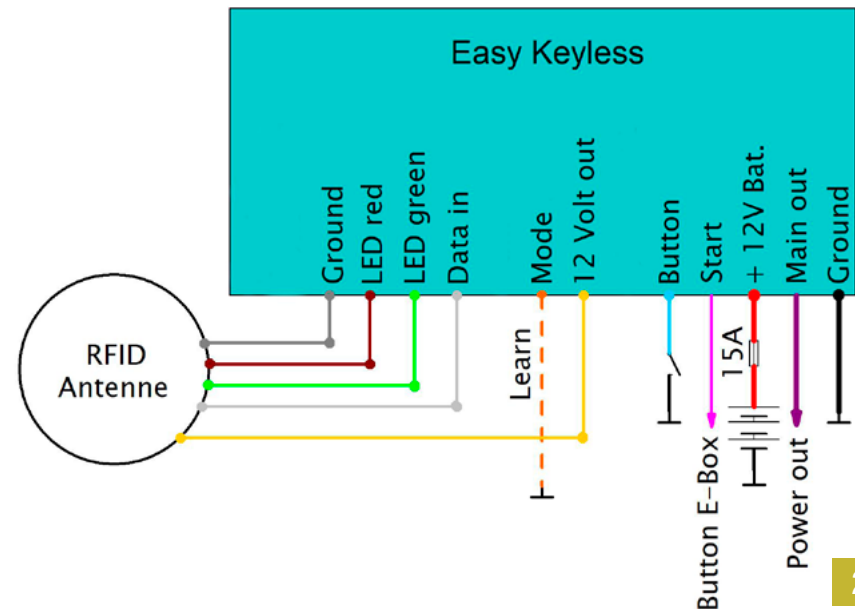 Easy Keyless
Ground
LED red
LED green
Data in
Mode
12 Volt out
Button
Start
+ 12V Bat.
Main out
Ground
RFID
Antenne
Learn
15A
Button E-Box
Power out
2